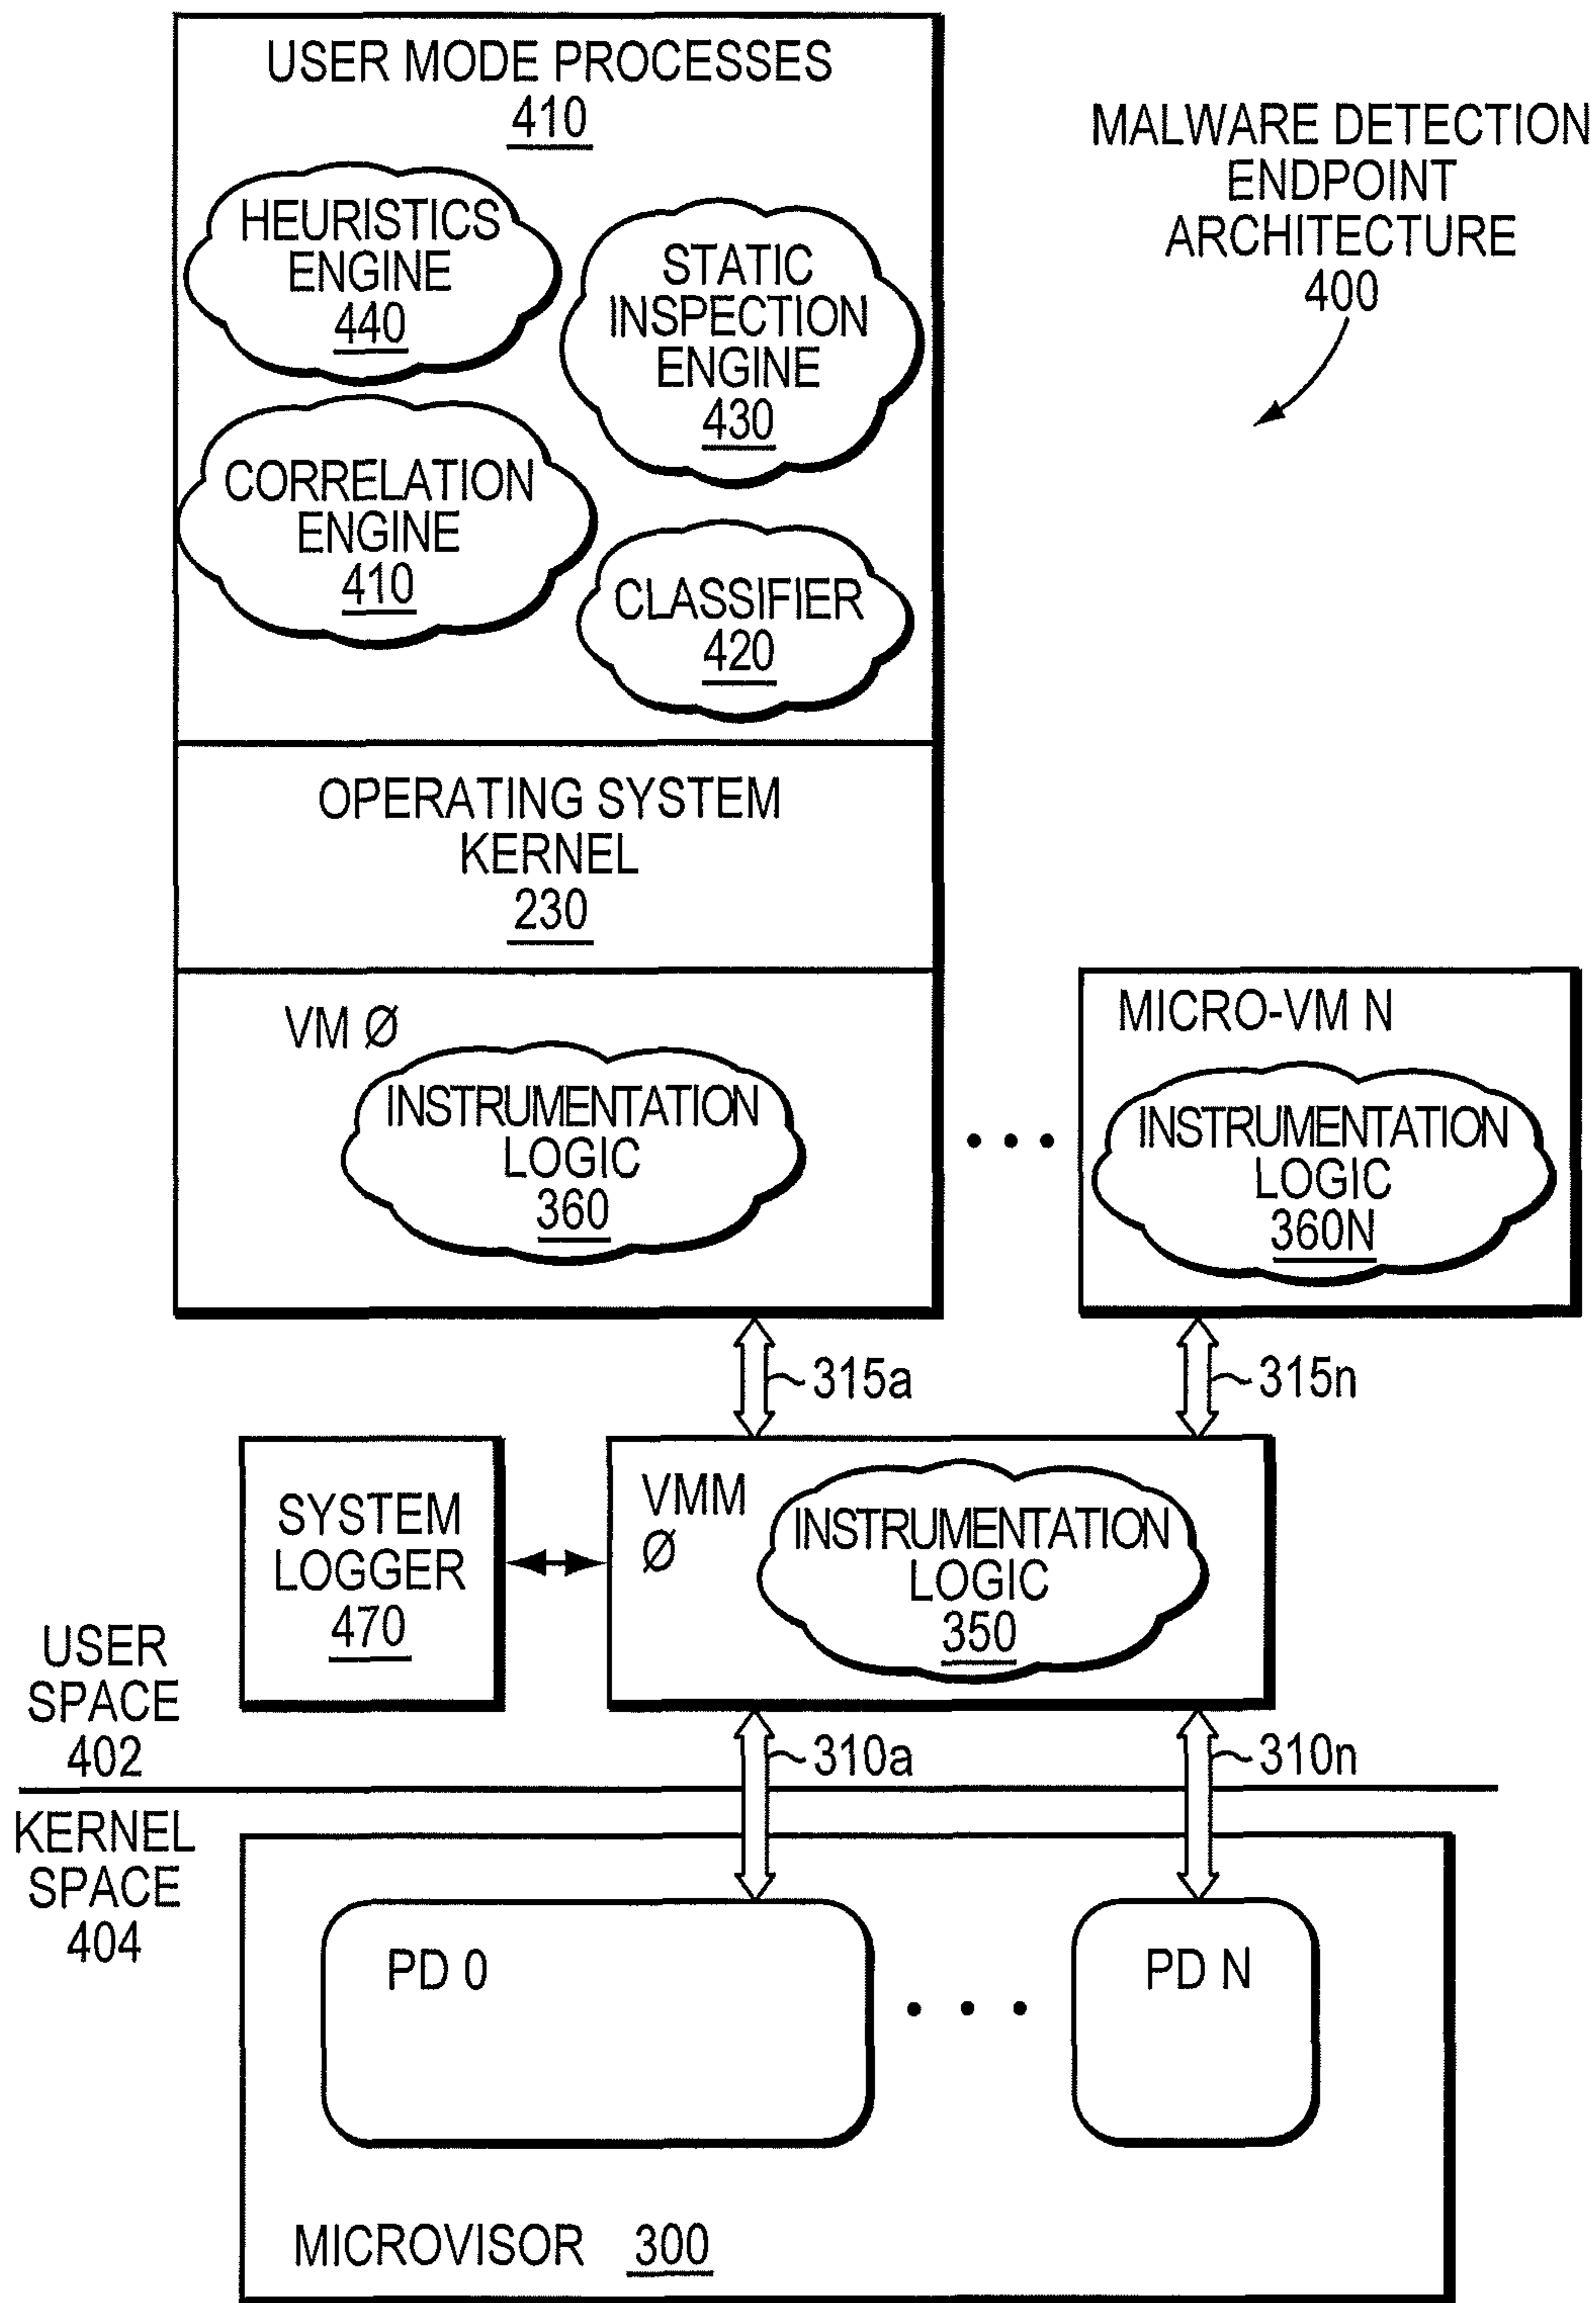 USER MODE PROCESSES
410
MALWARE DETECTION
ENDPOINT
ARCHITECTURE
400
HEURISTICS
ENGINE
440
STATIC
INSPECTION
ENGINE
430
CORRELATION
ENGINE
410
CLASSIFIER
420
OPERATING SYSTEM
KERNEL
230
VM Ø
INSTRUMENTATION
LOGIC
360
MICRO-VM N
INSTRUMENTATION
LOGIC
360N
315a
315n
SYSTEM
LOGGER
470
VMM
Ø
INSTRUMENTATION
LOGIC
350
USER
SPACE
402
310a
310n
KERNEL
SPACE
404
PD 0
PD N
MICROVISOR 300